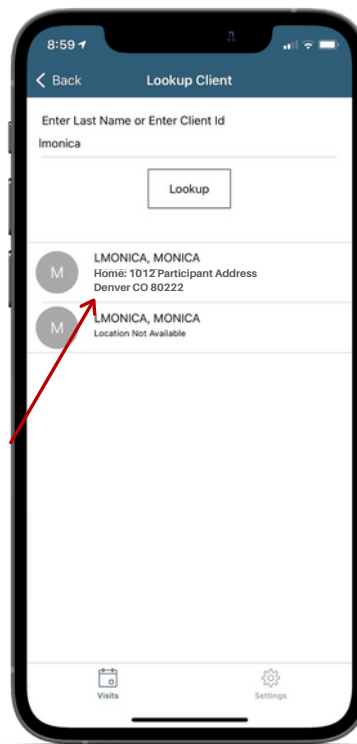 8:59
Back Lookup Client
Enter Last Name or Enter Client Id
lmonica
Lookup
M
LMONICA, MONICA
Home: 1012 Participant Address
Denver CO 80222
M
LMONICA, MONICA
Location Not Available
Visits Settings